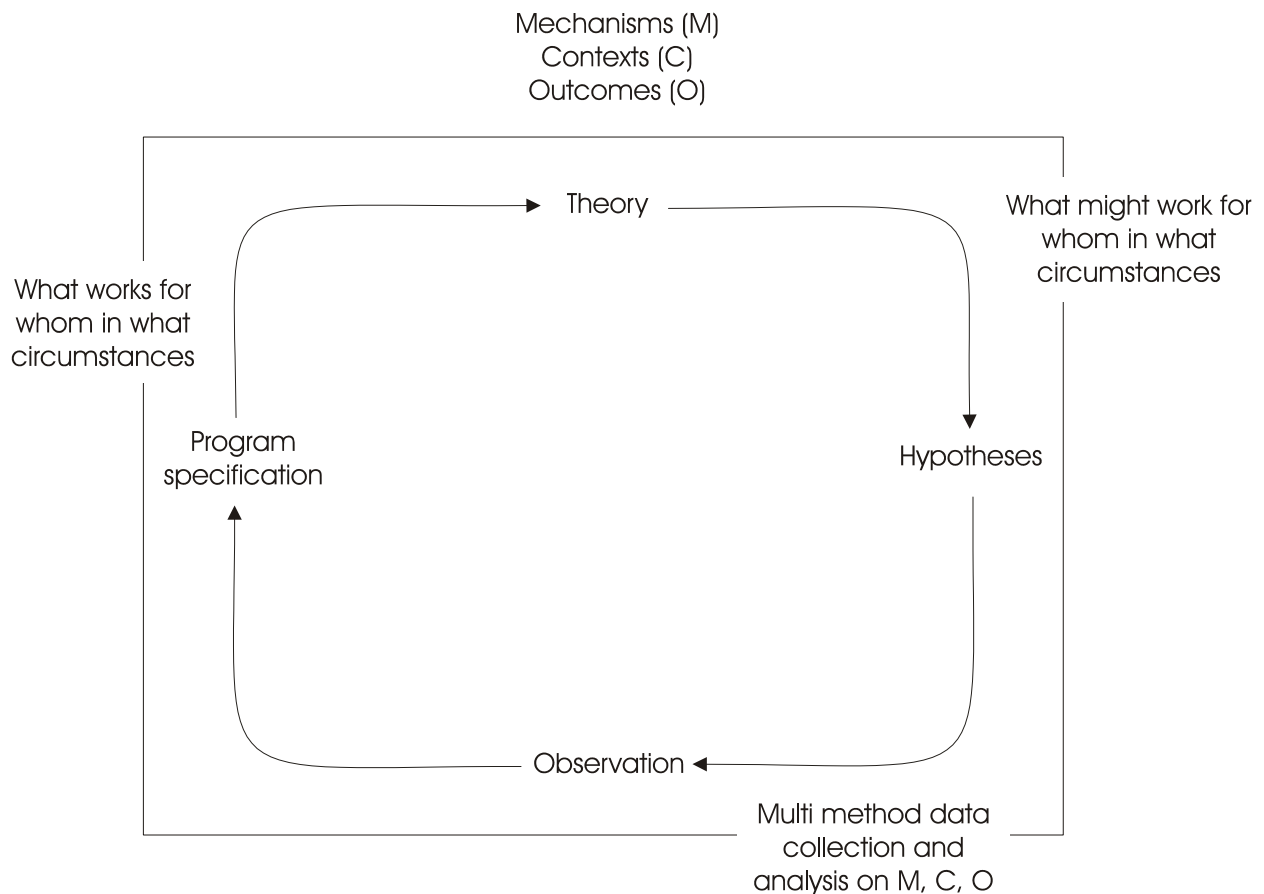 Mechanisms (M)
Contexts (C)
Outcomes (O)
Theory
What might work for
whom in what
circumstances
What works for
whom in what
circumstances
Program
specification
Hypotheses
Observation
Multi method data
collection and
analysis on M, C, O